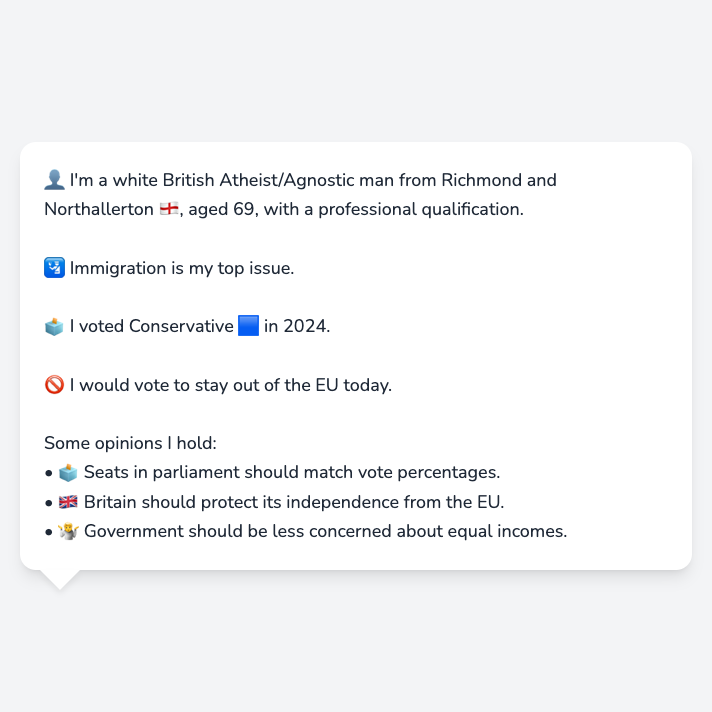 👤 I'm a white British Atheist/Agnostic man from Richmond and
Northallerton 🏴󠁧󠁢󠁥󠁮󠁧󠁿, aged 69, with a professional qualification.
🛂 Immigration is my top issue.
🗳️ I voted Conservative 🟦 in 2024.
🚫 I would vote to stay out of the EU today.
Some opinions I hold:
• 🗳️ Seats in parliament should match vote percentages.
• 🇬🇧 Britain should protect its independence from the EU.
• 🤷 Government should be less concerned about equal incomes.